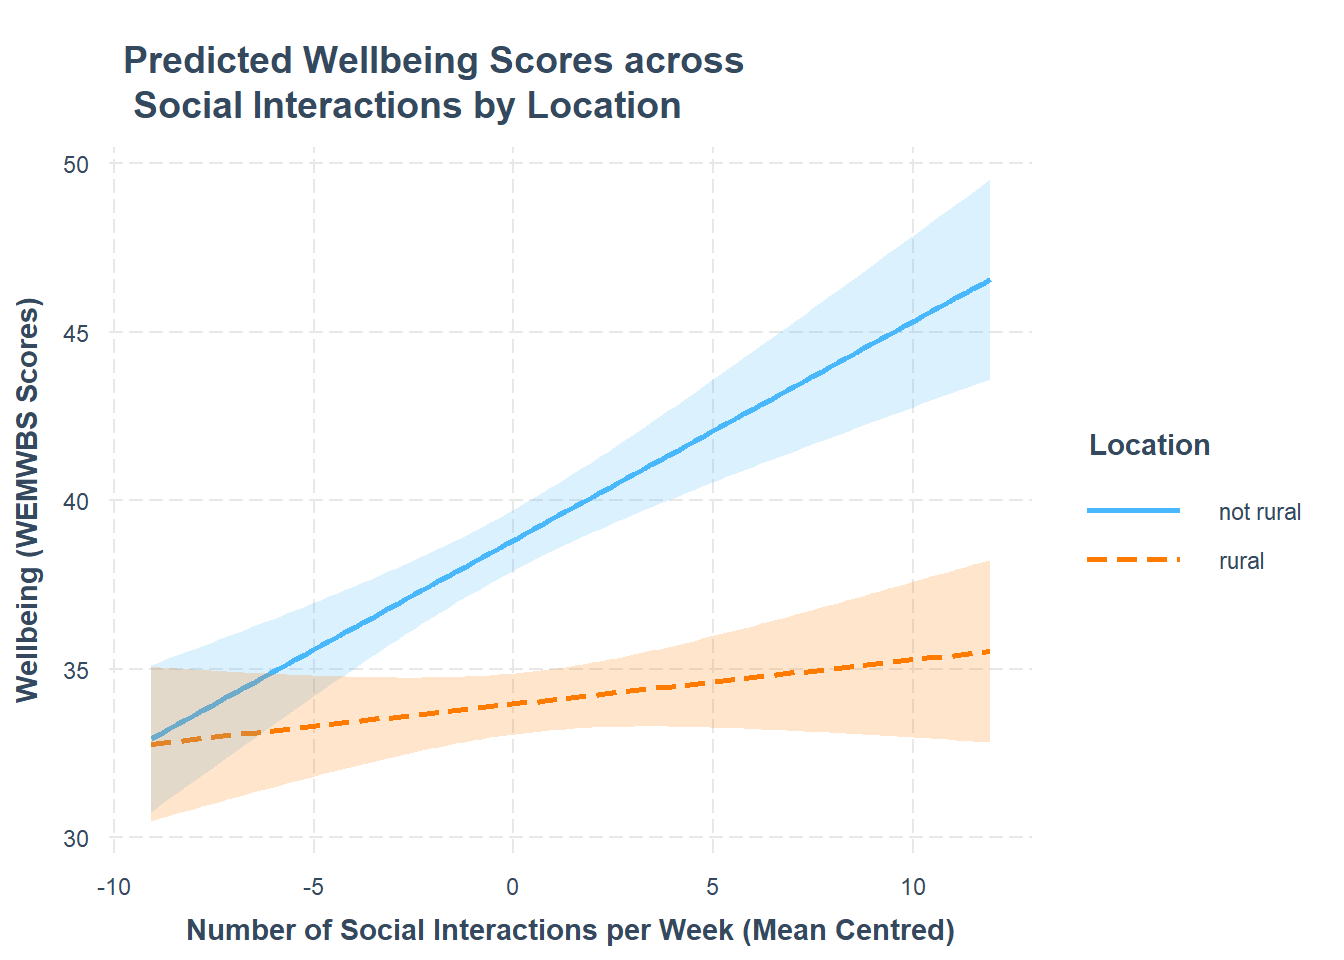 Predicted Wellbeing Scores across
Social Interactions by Location
Wellbeing (WEMWBS Scores)
50
45
40
35
30
-10
-5
0
5
10
Number of Social Interactions per Week (Mean Centred)
Location
not rural
rural